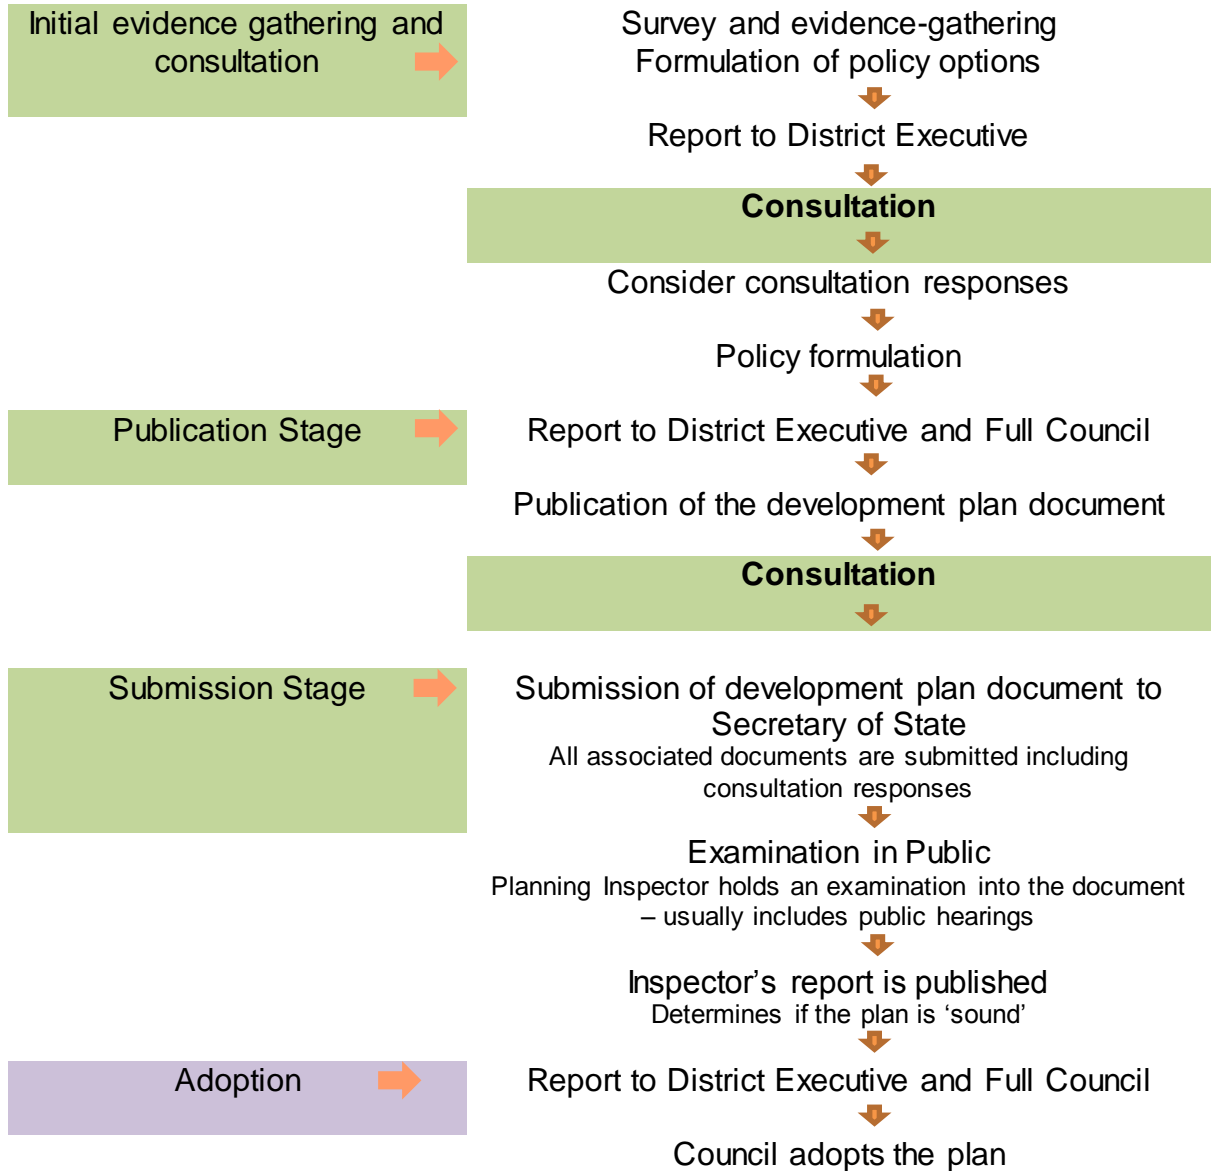 Initial evidence gathering and
consultation
Survey and evidence-gathering
Formulation of policy options
Report to District Executive
Consultation
Consider consultation responses
Policy formulation
Publication Stage
Report to District Executive and Full Council
Publication of the development plan document
Consultation
Submission Stage
Submission of development plan document to
Secretary of State
All associated documents are submitted including
consultation responses
Examination in Public
Planning Inspector holds an examination into the document
– usually includes public hearings
Inspector’s report is published
Determines if the plan is ‘sound’
Adoption
Report to District Executive and Full Council
Council adopts the plan